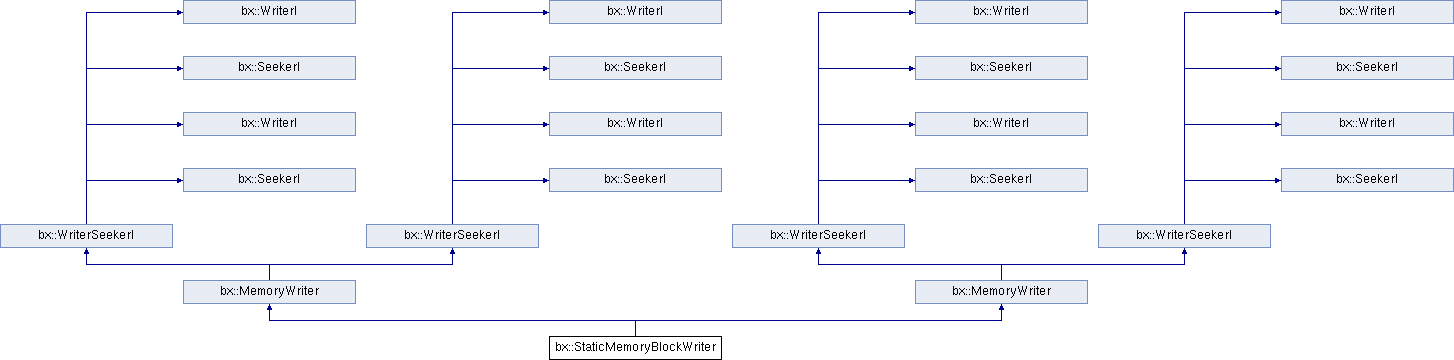 bx::WriterI bx::WriterI bx::WriterI bx::WriterI
bx::SeekerI bx::SeekerI bx::SeekerI bx::SeekerI
bx::WriterI bx::WriterI bx::WriterI bx::WriterI
bx::SeekerI bx::SeekerI bx::SeekerI bx::SeekerI
bx::WriterSeekerI bx::WriterSeekerI bx::WriterSeekerI bx::WriterSeekerI
bx::MemoryWriter bx::MemoryWriter
bx::StaticMemoryBlockWriter